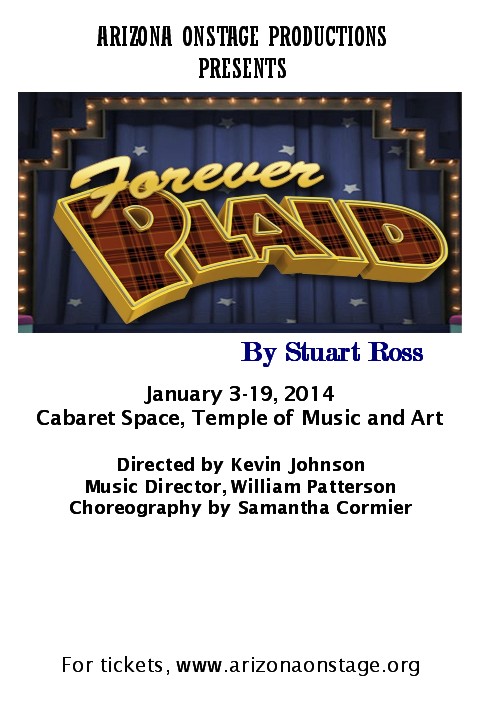 ARIZONA ONSTAGE PRODUCTIONS
PRESENTS
Forever
PLAID
By Stuart Ross
January 3-19, 2014
Cabaret Space, Temple of Music and Art
Directed by Kevin Johnson
Music Director, William Patterson
Choreography by Samantha Cormier
For tickets, www.arizonaonstage.org